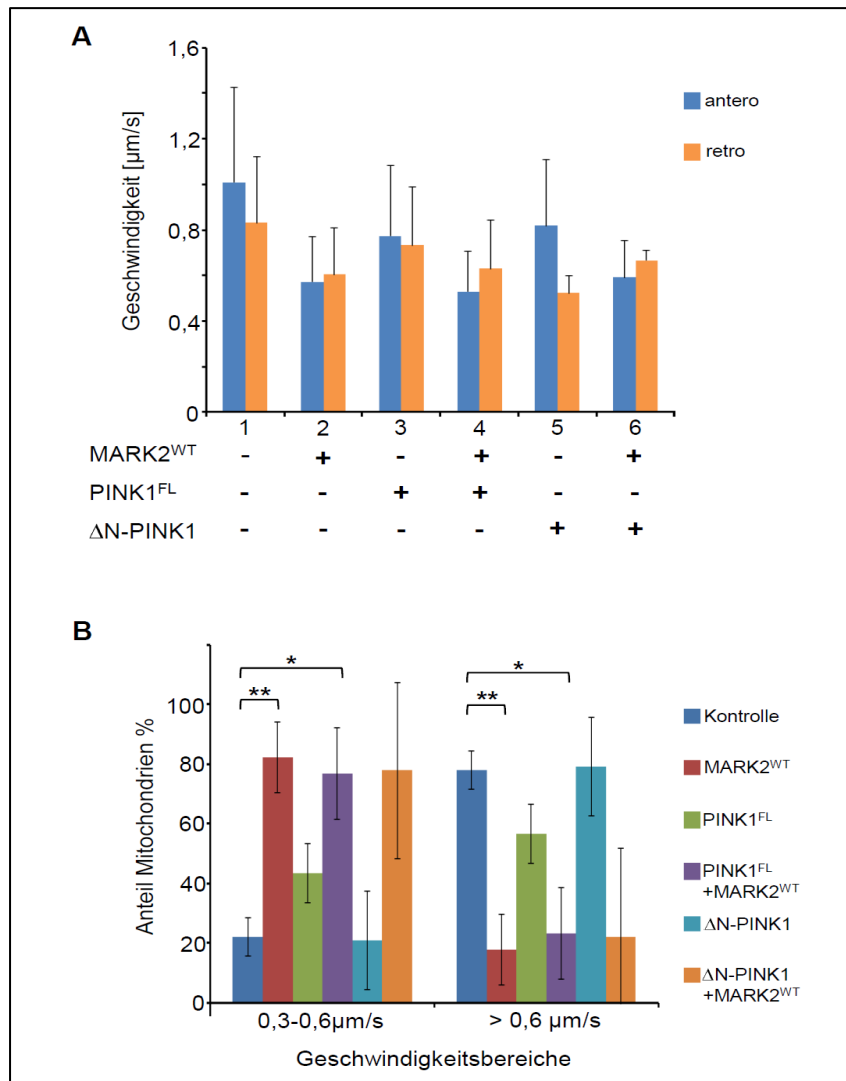 A
Geschwindigkeit [µm/s]
1,6
1,2
0,8
0,4
0
antero
retro
1 2 3 4 5 6
MARK2WT - + - + - +
PINK1FL - - + + - -
ΔN-PINK1 - - - - + +
B
Anteil Mitochondrien %
100
80
60
40
20
0
** * ** *
Kontrolle
MARK2WT
PINK1FL
PINK1FL
+MARK2WT
ΔN-PINK1
ΔN-PINK1
+MARK2WT
0,3-0,6µm/s > 0,6 µm/s
Geschwindigkeitsbereiche